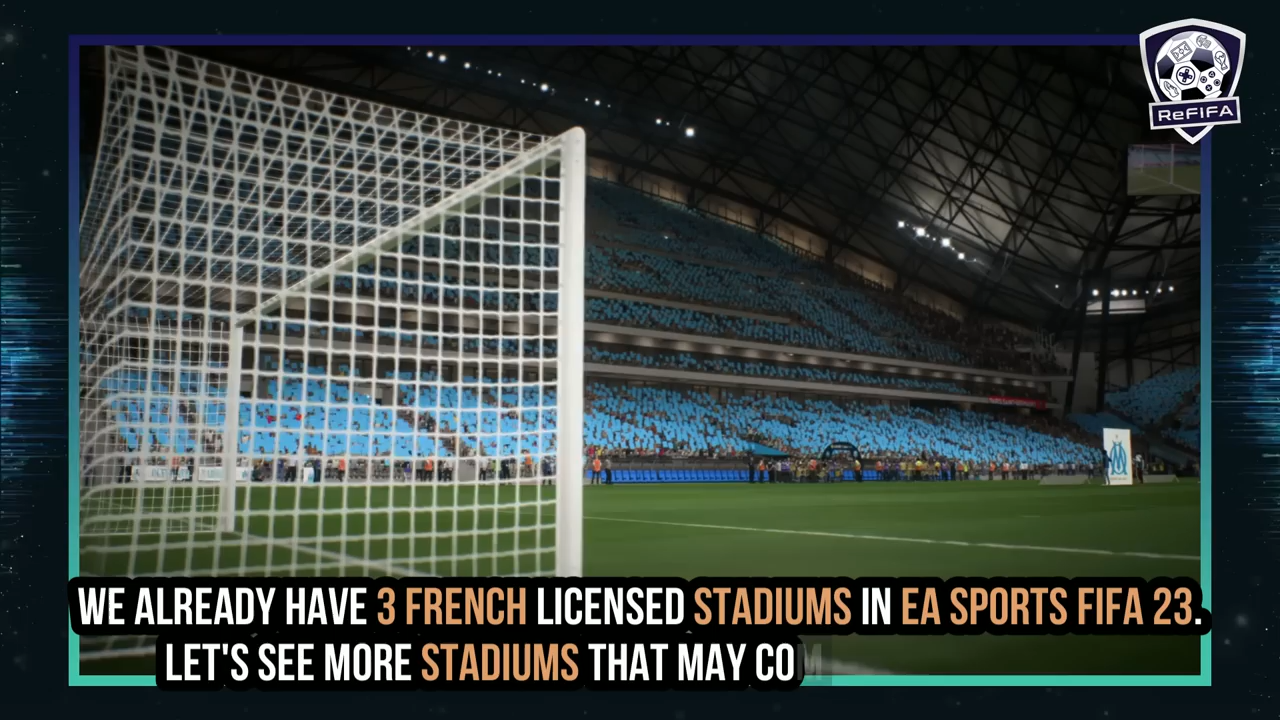 ReFIFA
WE ALREADY HAVE 3 FRENCH LICENSED STADIUMS IN EA SPORTS FIFA 23.
LET'S SEE MORE STADIUMS THAT MAY COM